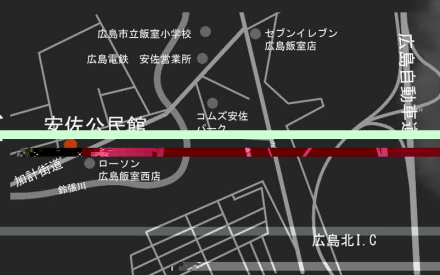 広島市立飯室小学校
セブンイレブン
広島飯室店
広島電鉄 安佐営業所
広島自動車道
コムズ安佐
パーク
安佐公民館
ローソン
広島飯室西店
加計街道
鈴張川
広島北I.C